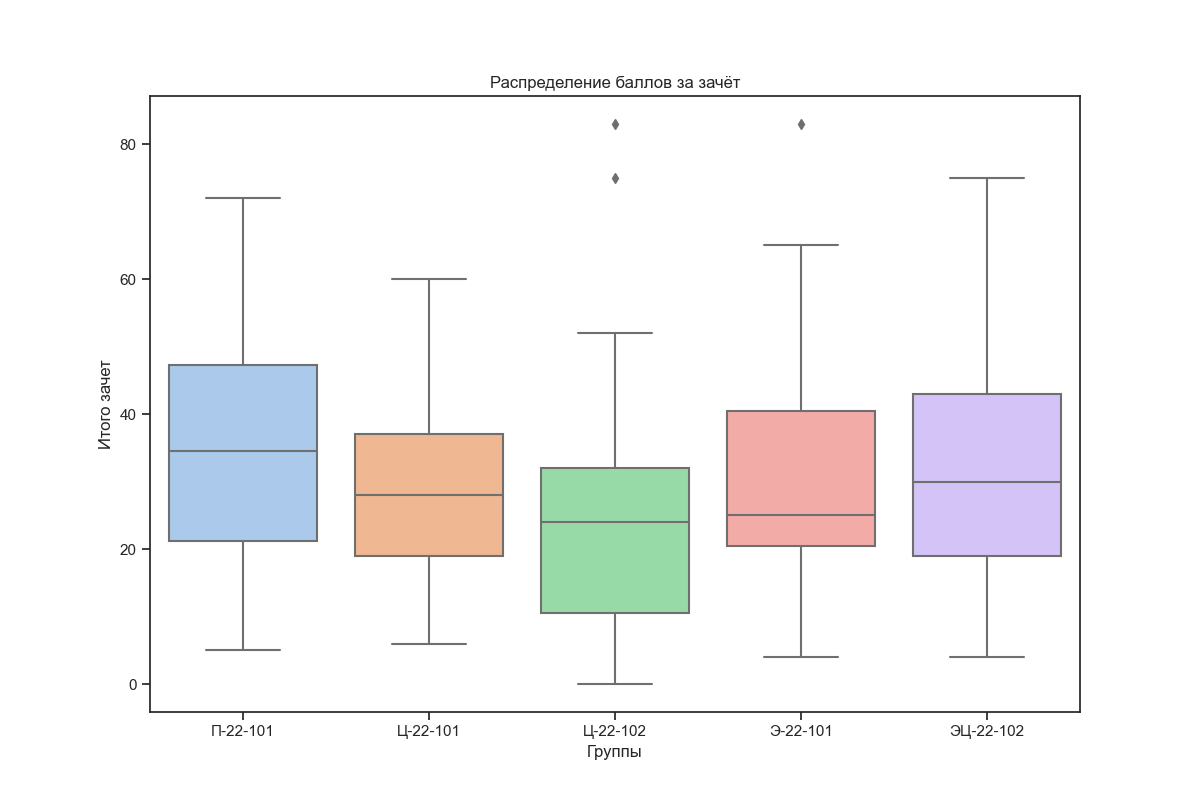 Распределение баллов за зачёт
Итого зачет
80
60
40
20
0
П-22-101
Ц-22-101
Ц-22-102
Э-22-101
ЭЦ-22-102
Группы